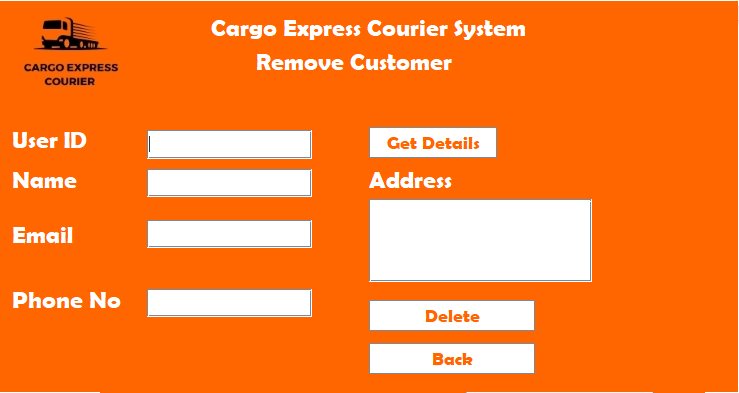 Cargo Express Courier System
Remove Customer
CARGO EXPRESS
COURIER
User ID
Get Details
Name
Address
Email
Phone No
Delete
Back